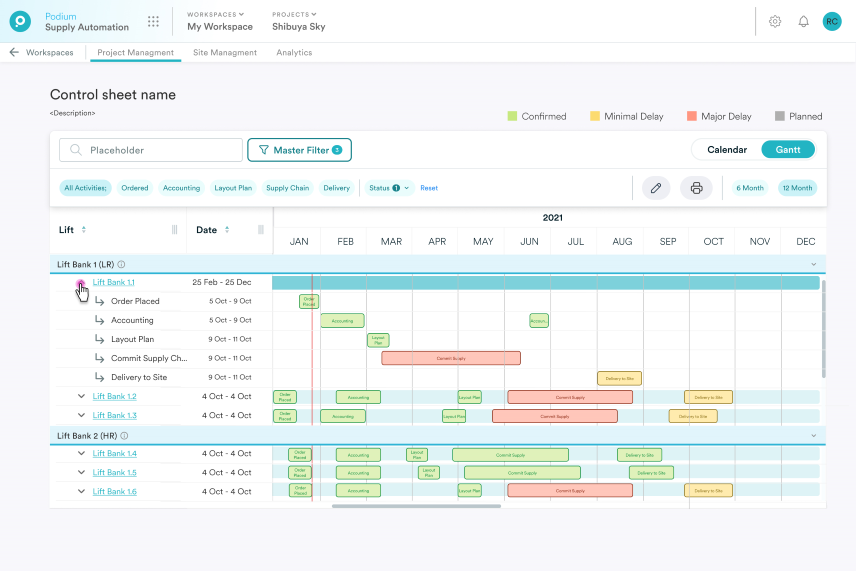 Podium
Supply Automation
WORKSPACES
My Workspace
PROJECTS
Shibuya Sky
RC
Workspaces
Project Managment
Site Managment
Analytics
Control sheet name
<Description>
Confirmed
Minimal Delay
Major Delay
Planned
Placeholder
Master Filter 3
Calendar
Gantt
All Activities;
Ordered
Accounting
Layout Plan
Supply Chain
Delivery
Status 1
Reset
6 Month
12 Month
Lift
Date
2021
JAN FEB MAR APR MAY JUN JUL AUG SEP OCT NOV DEC
Lift Bank 1 (LR)
Lift Bank 1.1 25 Feb - 25 Dec
Order Placed 5 Oct - 9 Oct Order Placed
Accounting 5 Oct - 9 Oct Accounting Accoun...
Layout Plan 9 Oct - 11 Oct Layout Plan
Commit Supply Ch... 9 Oct - 11 Oct Commit Supply
Delivery to Site 9 Oct - 11 Oct Delivery to Site
Lift Bank 1.2 4 Oct - 4 Oct Order Placed Accounting Layout Plan Commit Supply Delivery to Site
Lift Bank 1.3 4 Oct - 4 Oct Order Placed Accounting Layout Plan Commit Supply Delivery to Site
Lift Bank 2 (HR)
Lift Bank 1.4 4 Oct - 4 Oct Order Placed Accounting Layout Plan Commit Supply Delivery to Site
Lift Bank 1.5 4 Oct - 4 Oct Order Placed Accounting Layout Plan Commit Supply Delivery to Site
Lift Bank 1.6 4 Oct - 4 Oct Order Placed Accounting Layout Plan Commit Supply Delivery to Site